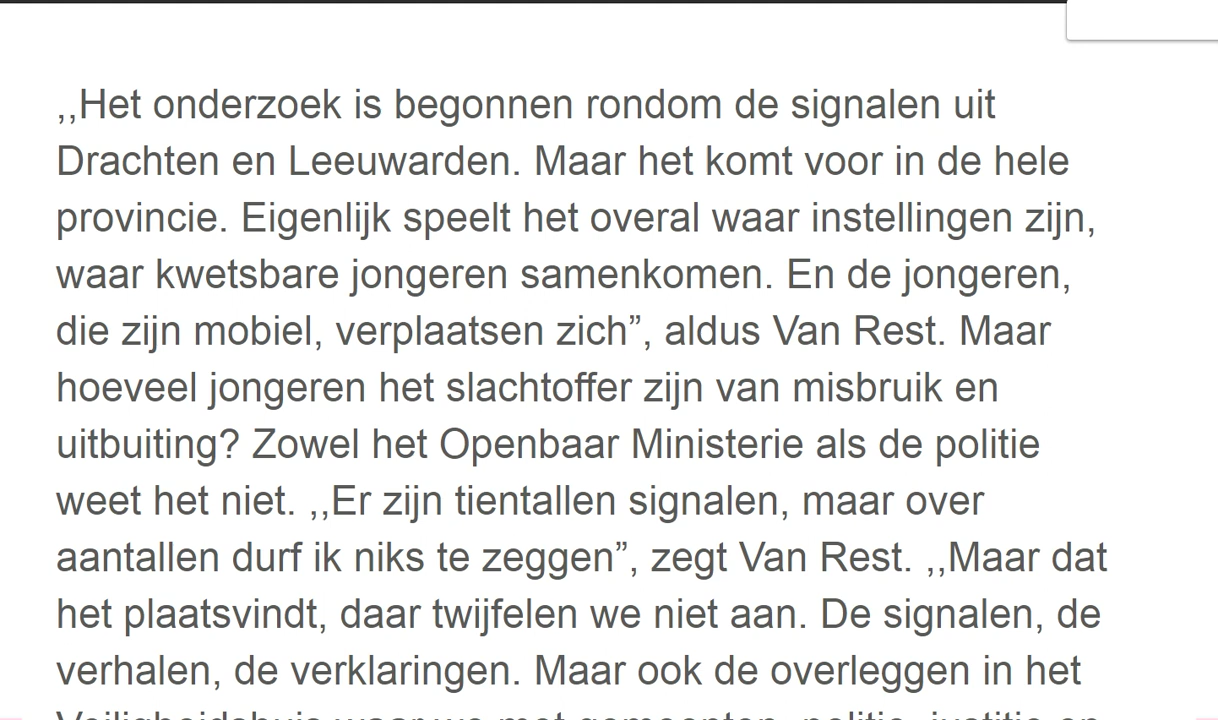 ,,Het onderzoek is begonnen rondom de signalen uit
Drachten en Leeuwarden. Maar het komt voor in de hele
provincie. Eigenlijk speelt het overal waar instellingen zijn,
waar kwetsbare jongeren samenkomen. En de jongeren,
die zijn mobiel, verplaatsen zich”, aldus Van Rest. Maar
hoeveel jongeren het slachtoffer zijn van misbruik en
uitbuiting? Zowel het Openbaar Ministerie als de politie
weet het niet. ,,Er zijn tientallen signalen, maar over
aantallen durf ik niks te zeggen”, zegt Van Rest. ,,Maar dat
het plaatsvindt, daar twijfelen we niet aan. De signalen, de
verhalen, de verklaringen. Maar ook de overleggen in het